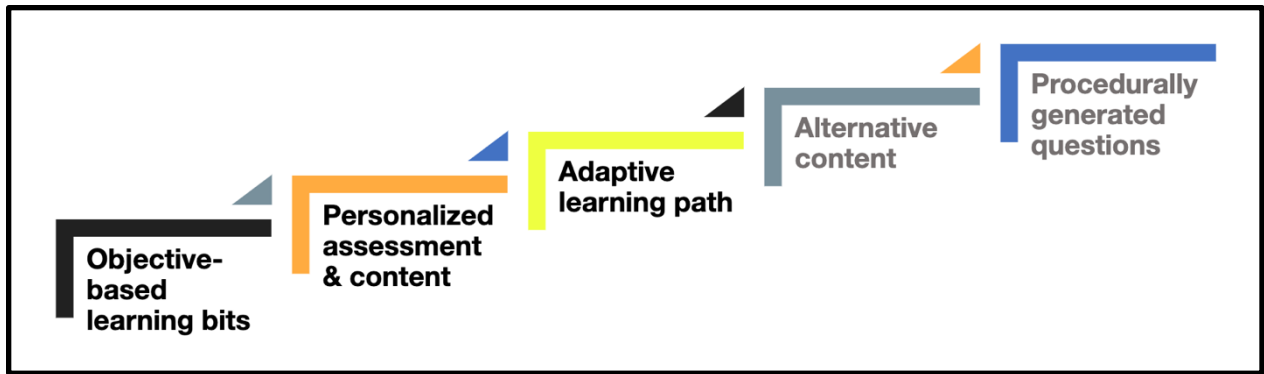 Objective-
based
learning bits
Personalized
assessment
& content
Adaptive
learning path
Alternative
content
Procedurally
generated
questions